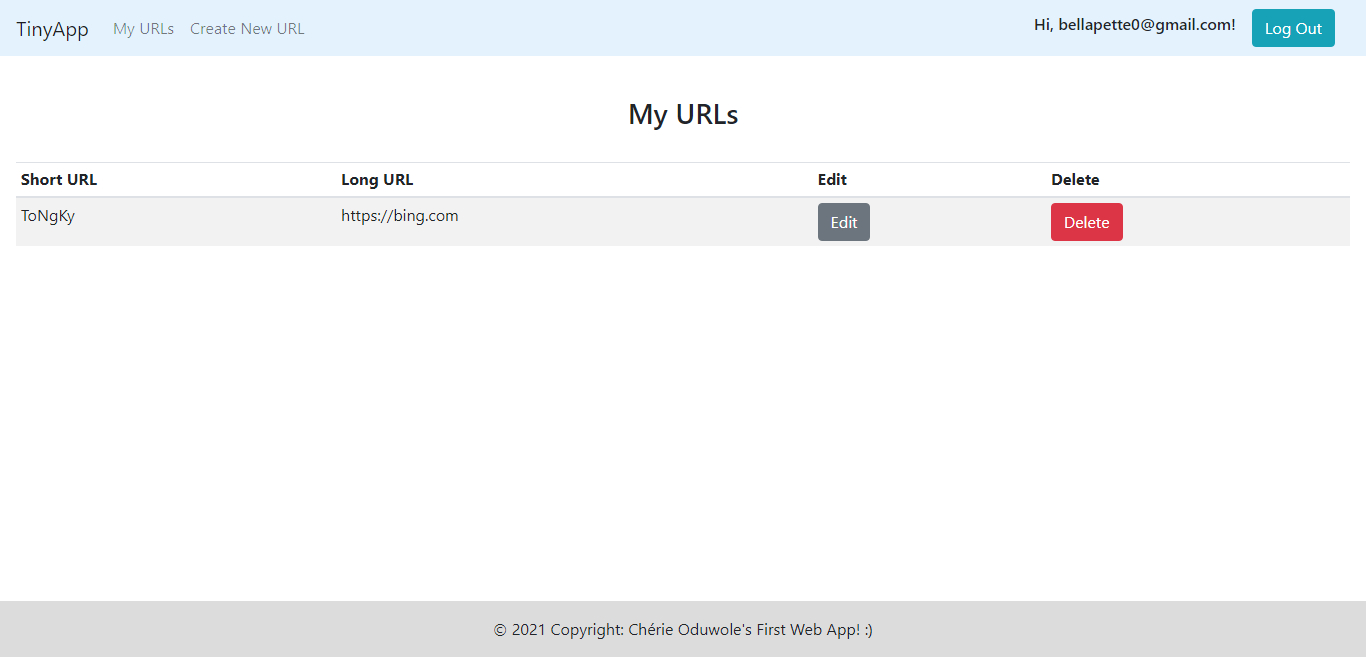 TinyApp My URLs Create New URL Hi, bellapette0@gmail.com! Log Out
My URLs
Short URL Long URL Edit Delete
ToNgKy https://bing.com Edit Delete
© 2021 Copyright: Chérie Oduwole's First Web App! :)